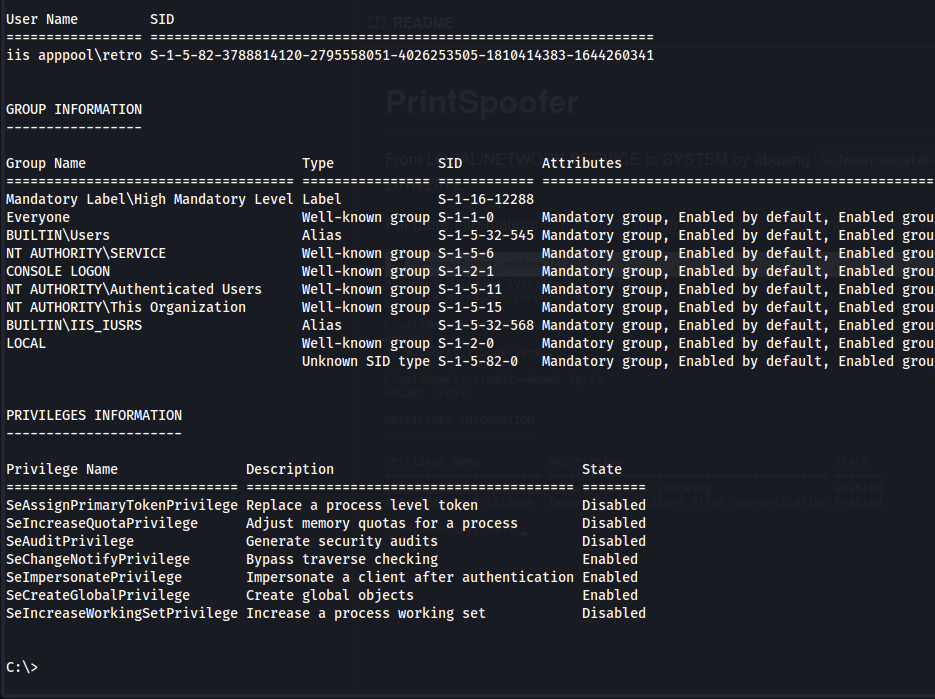 README
User Name         SID
================= ===============================================================
iis apppool\retro S-1-5-82-3788814120-2795558051-4026253505-1810414383-1644260341
PrintSpoofer
GROUP INFORMATION
-----------------
From LOCAL/NETWORK SERVICE to SYSTEM by abusing
Group Name                           Type             SID          Attributes
==================================== ================ ============ ==================================================
Mandatory Label\High Mandatory Level Label            S-1-16-12288
Everyone                             Well-known group S-1-1-0      Mandatory group, Enabled by default, Enabled grou
BUILTIN\Users                        Alias            S-1-5-32-545 Mandatory group, Enabled by default, Enabled grou
NT AUTHORITY\SERVICE                 Well-known group S-1-5-6      Mandatory group, Enabled by default, Enabled grou
CONSOLE LOGON                        Well-known group S-1-2-1      Mandatory group, Enabled by default, Enabled grou
NT AUTHORITY\Authenticated Users     Well-known group S-1-5-11     Mandatory group, Enabled by default, Enabled grou
NT AUTHORITY\This Organization       Well-known group S-1-5-15     Mandatory group, Enabled by default, Enabled grou
BUILTIN\IIS_IUSRS                    Alias            S-1-5-32-568 Mandatory group, Enabled by default, Enabled grou
LOCAL                                Well-known group S-1-2-0      Mandatory group, Enabled by default, Enabled grou
                                     Unknown SID type S-1-5-82-0   Mandatory group, Enabled by default, Enabled grou
PRIVILEGES INFORMATION
----------------------
PRIVILEGES INFORMATION
Privilege Name                Description                               State
============================= ========================================= ========
SeAssignPrimaryTokenPrivilege Replace a process level token             Disabled
SeIncreaseQuotaPrivilege      Adjust memory quotas for a process        Disabled
SeAuditPrivilege              Generate security audits                  Disabled
SeChangeNotifyPrivilege       Bypass traverse checking                  Enabled
SeImpersonatePrivilege        Impersonate a client after authentication Enabled
SeCreateGlobalPrivilege       Create global objects                     Enabled
SeIncreaseWorkingSetPrivilege Increase a process working set            Disabled
C:\>